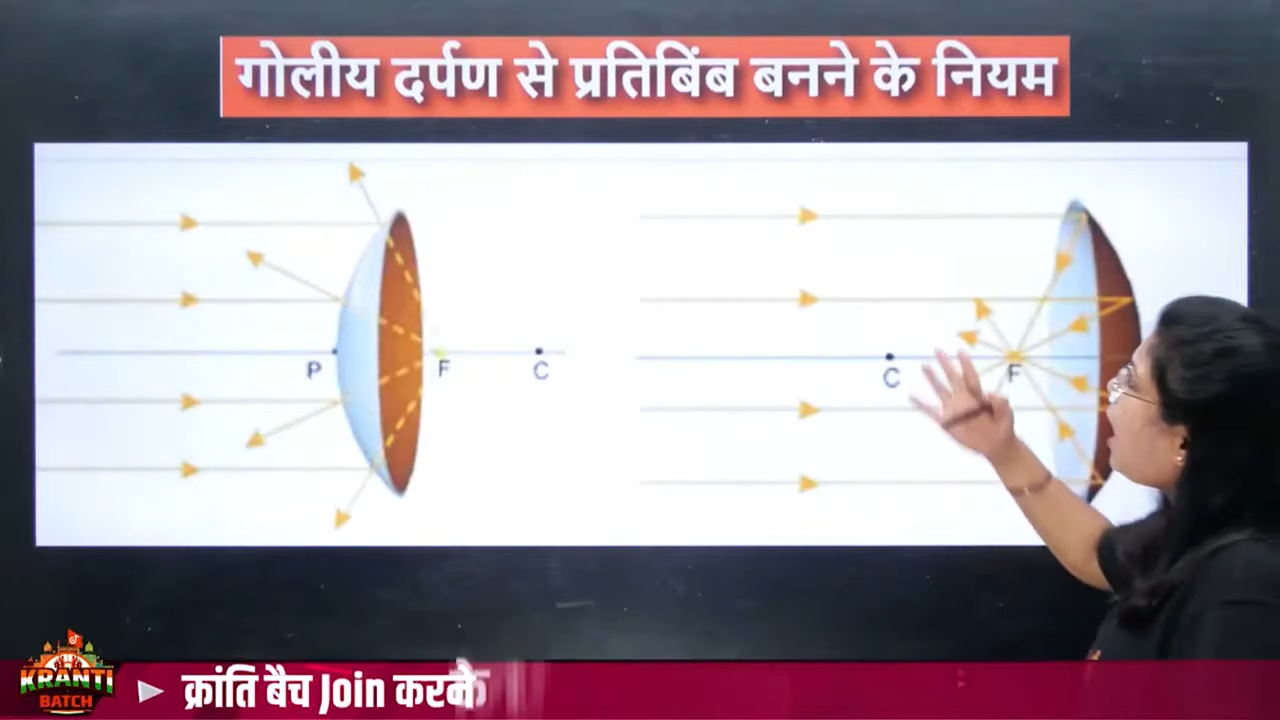 गोलीय दर्पण से प्रतिबिंब बनने के नियम
P
F
C
C
F
KRANTI
BATCH
क्रांति बैच Join करके